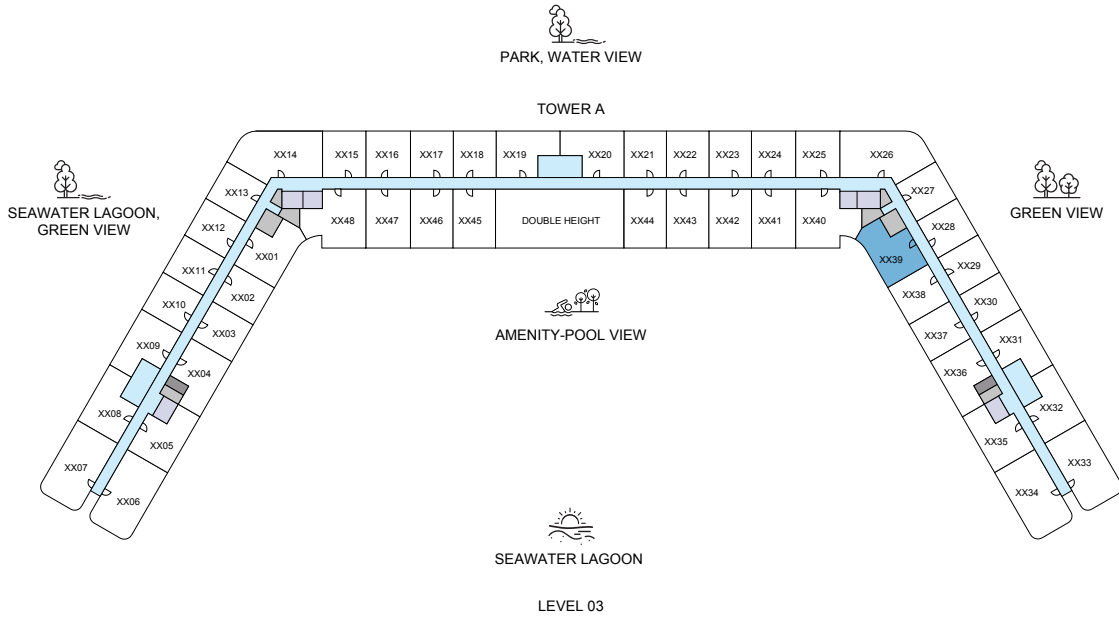 PARK, WATER VIEW
TOWER A
SEAWATER LAGOON,
GREEN VIEW
GREEN VIEW
XX14
XX15
XX16
XX17
XX18
XX19
XX20
XX21
XX22
XX23
XX24
XX25
XX26
XX13
XX27
XX12
XX48
XX47
XX46
XX45
DOUBLE HEIGHT
XX44
XX43
XX42
XX41
XX40
XX28
XX01
XX39
XX11
XX29
XX02
XX38
XX10
XX30
XX03
XX37
XX09
XX31
XX04
XX36
AMENITY-POOL VIEW
XX08
XX32
XX05
XX35
XX07
XX33
XX06
XX34
SEAWATER LAGOON
LEVEL 03